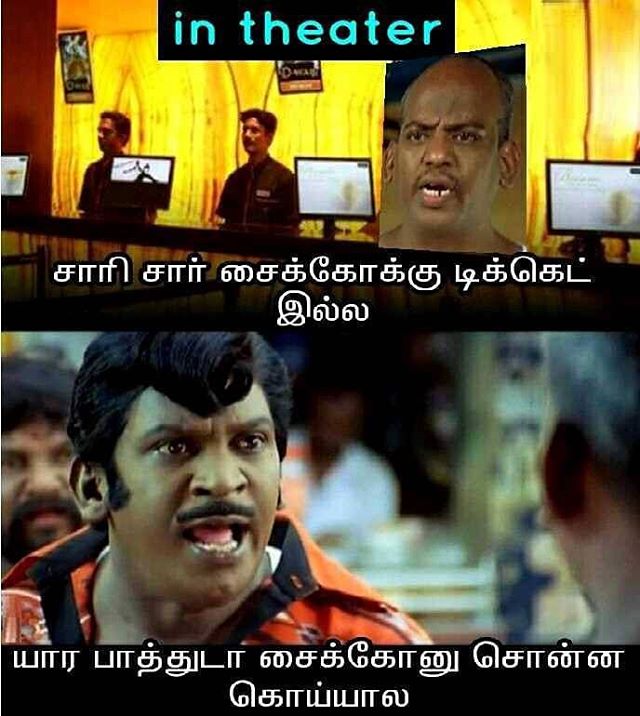 in theater
சாரி சார் சைக்கோக்கு டிக்கெட்
இல்ல
யார பாத்துடா சைக்கோனு சொன்ன
கொய்யால